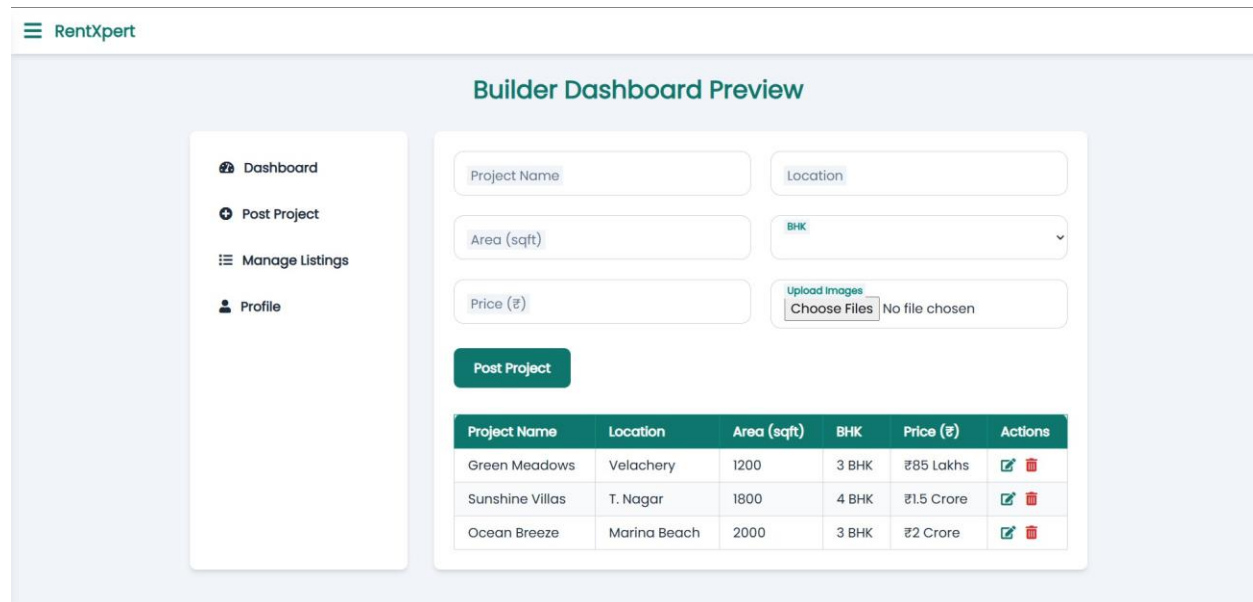 RentXpert
Builder Dashboard Preview
Dashboard
Post Project
Manage Listings
Profile
Project Name
Location
Area (sqft)
BHK
Price (₹)
Upload Images
Choose Files No file chosen
Post Project
Project Name Location Area (sqft) BHK Price (₹) Actions
Green Meadows Velachery 1200 3 BHK ₹85 Lakhs
Sunshine Villas T. Nagar 1800 4 BHK ₹1.5 Crore
Ocean Breeze Marina Beach 2000 3 BHK ₹2 Crore